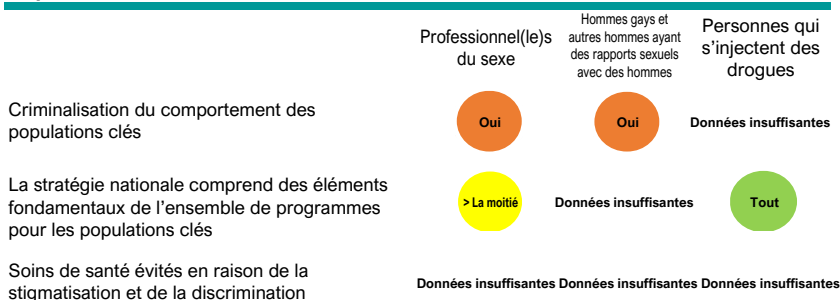 Professionnel(le)s
du sexe
Hommes gays et
autres hommes ayant
des rapports sexuels
avec des hommes
Personnes qui
s'injectent des
drogues
Criminalisation du comportement des
populations clés
Oui
Oui
Données insuffisantes
La stratégie nationale comprend des éléments
fondamentaux de l'ensemble de programmes
pour les populations clés
> La moitié
Données insuffisantes
Tout
Soins de santé évités en raison de la
stigmatisation et de la discrimination
Données insuffisantes Données insuffisantes Données insuffisantes